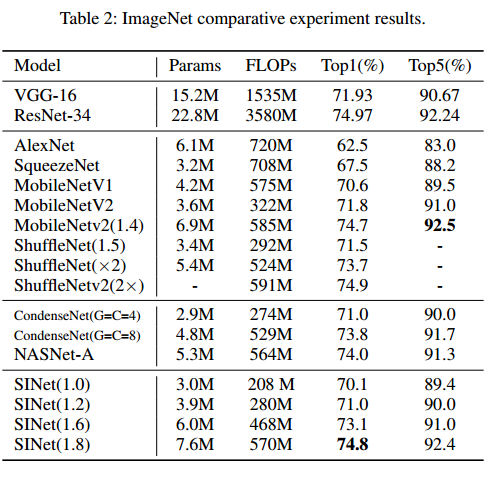 Table 2: ImageNet comparative experiment results.
Model Params FLOPs Top1(%) Top5(%)
VGG-16 15.2M 1535M 71.93 90.67
ResNet-34 22.8M 3580M 74.97 92.24
AlexNet 6.1M 720M 62.5 83.0
SqueezeNet 3.2M 708M 67.5 88.2
MobileNetV1 4.2M 575M 70.6 89.5
MobileNetV2 3.6M 322M 71.8 91.0
MobileNetv2(1.4) 6.9M 585M 74.7 92.5
ShuffleNet(1.5) 3.4M 292M 71.5 -
ShuffleNet(×2) 5.4M 524M 73.7 -
ShuffleNetv2(2×) - 591M 74.9 -
CondenseNet(G=C=4) 2.9M 274M 71.0 90.0
CondenseNet(G=C=8) 4.8M 529M 73.8 91.7
NASNet-A 5.3M 564M 74.0 91.3
SINet(1.0) 3.0M 208 M 70.1 89.4
SINet(1.2) 3.9M 280M 71.0 90.0
SINet(1.6) 6.0M 468M 73.1 91.0
SINet(1.8) 7.6M 570M 74.8 92.4